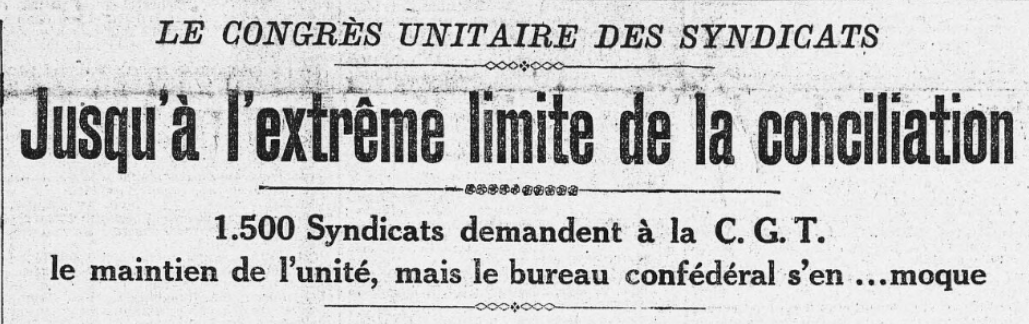 LE CONGRÈS UNITAIRE DES SYNDICATS
Jusqu'à l'extrême limite de la conciliation
1.500 Syndicats demandent à la C. G. T.
le maintien de l'unité, mais le bureau confédéral s'en ...moque